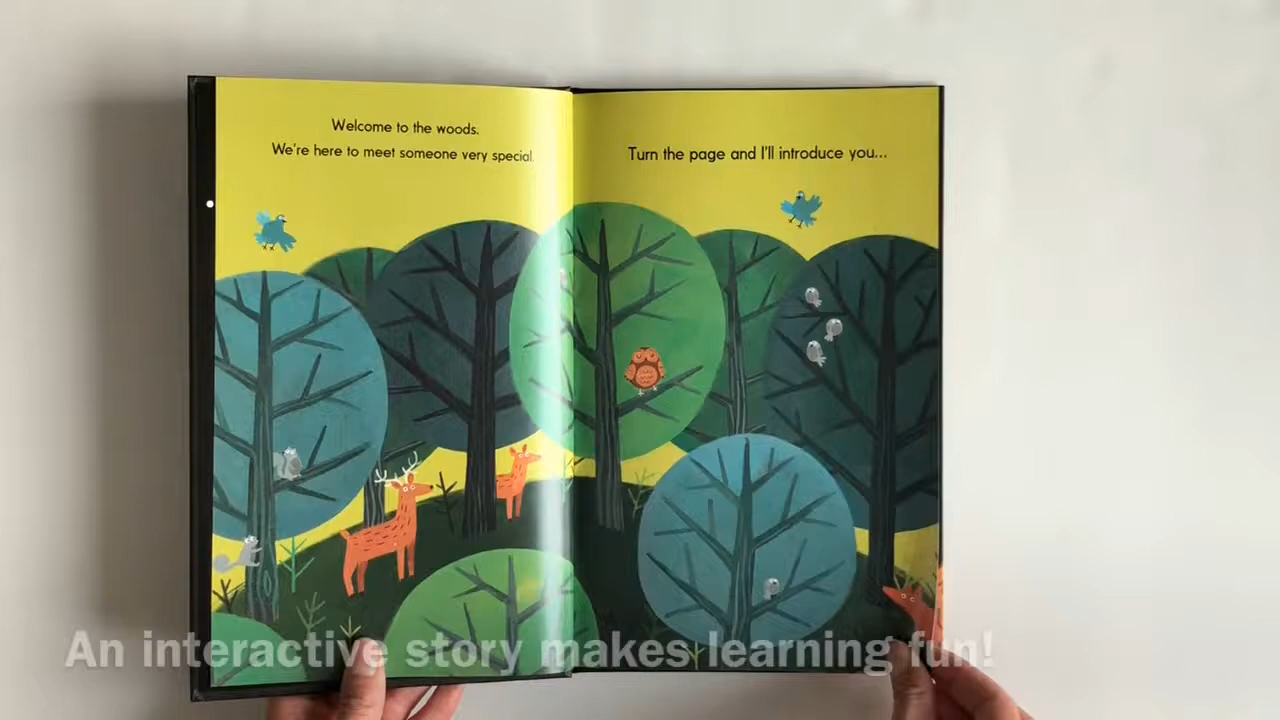 Welcome to the woods.
We're here to meet someone very special.
Turn the page and I'll introduce you...
An interactive story makes learning fun!